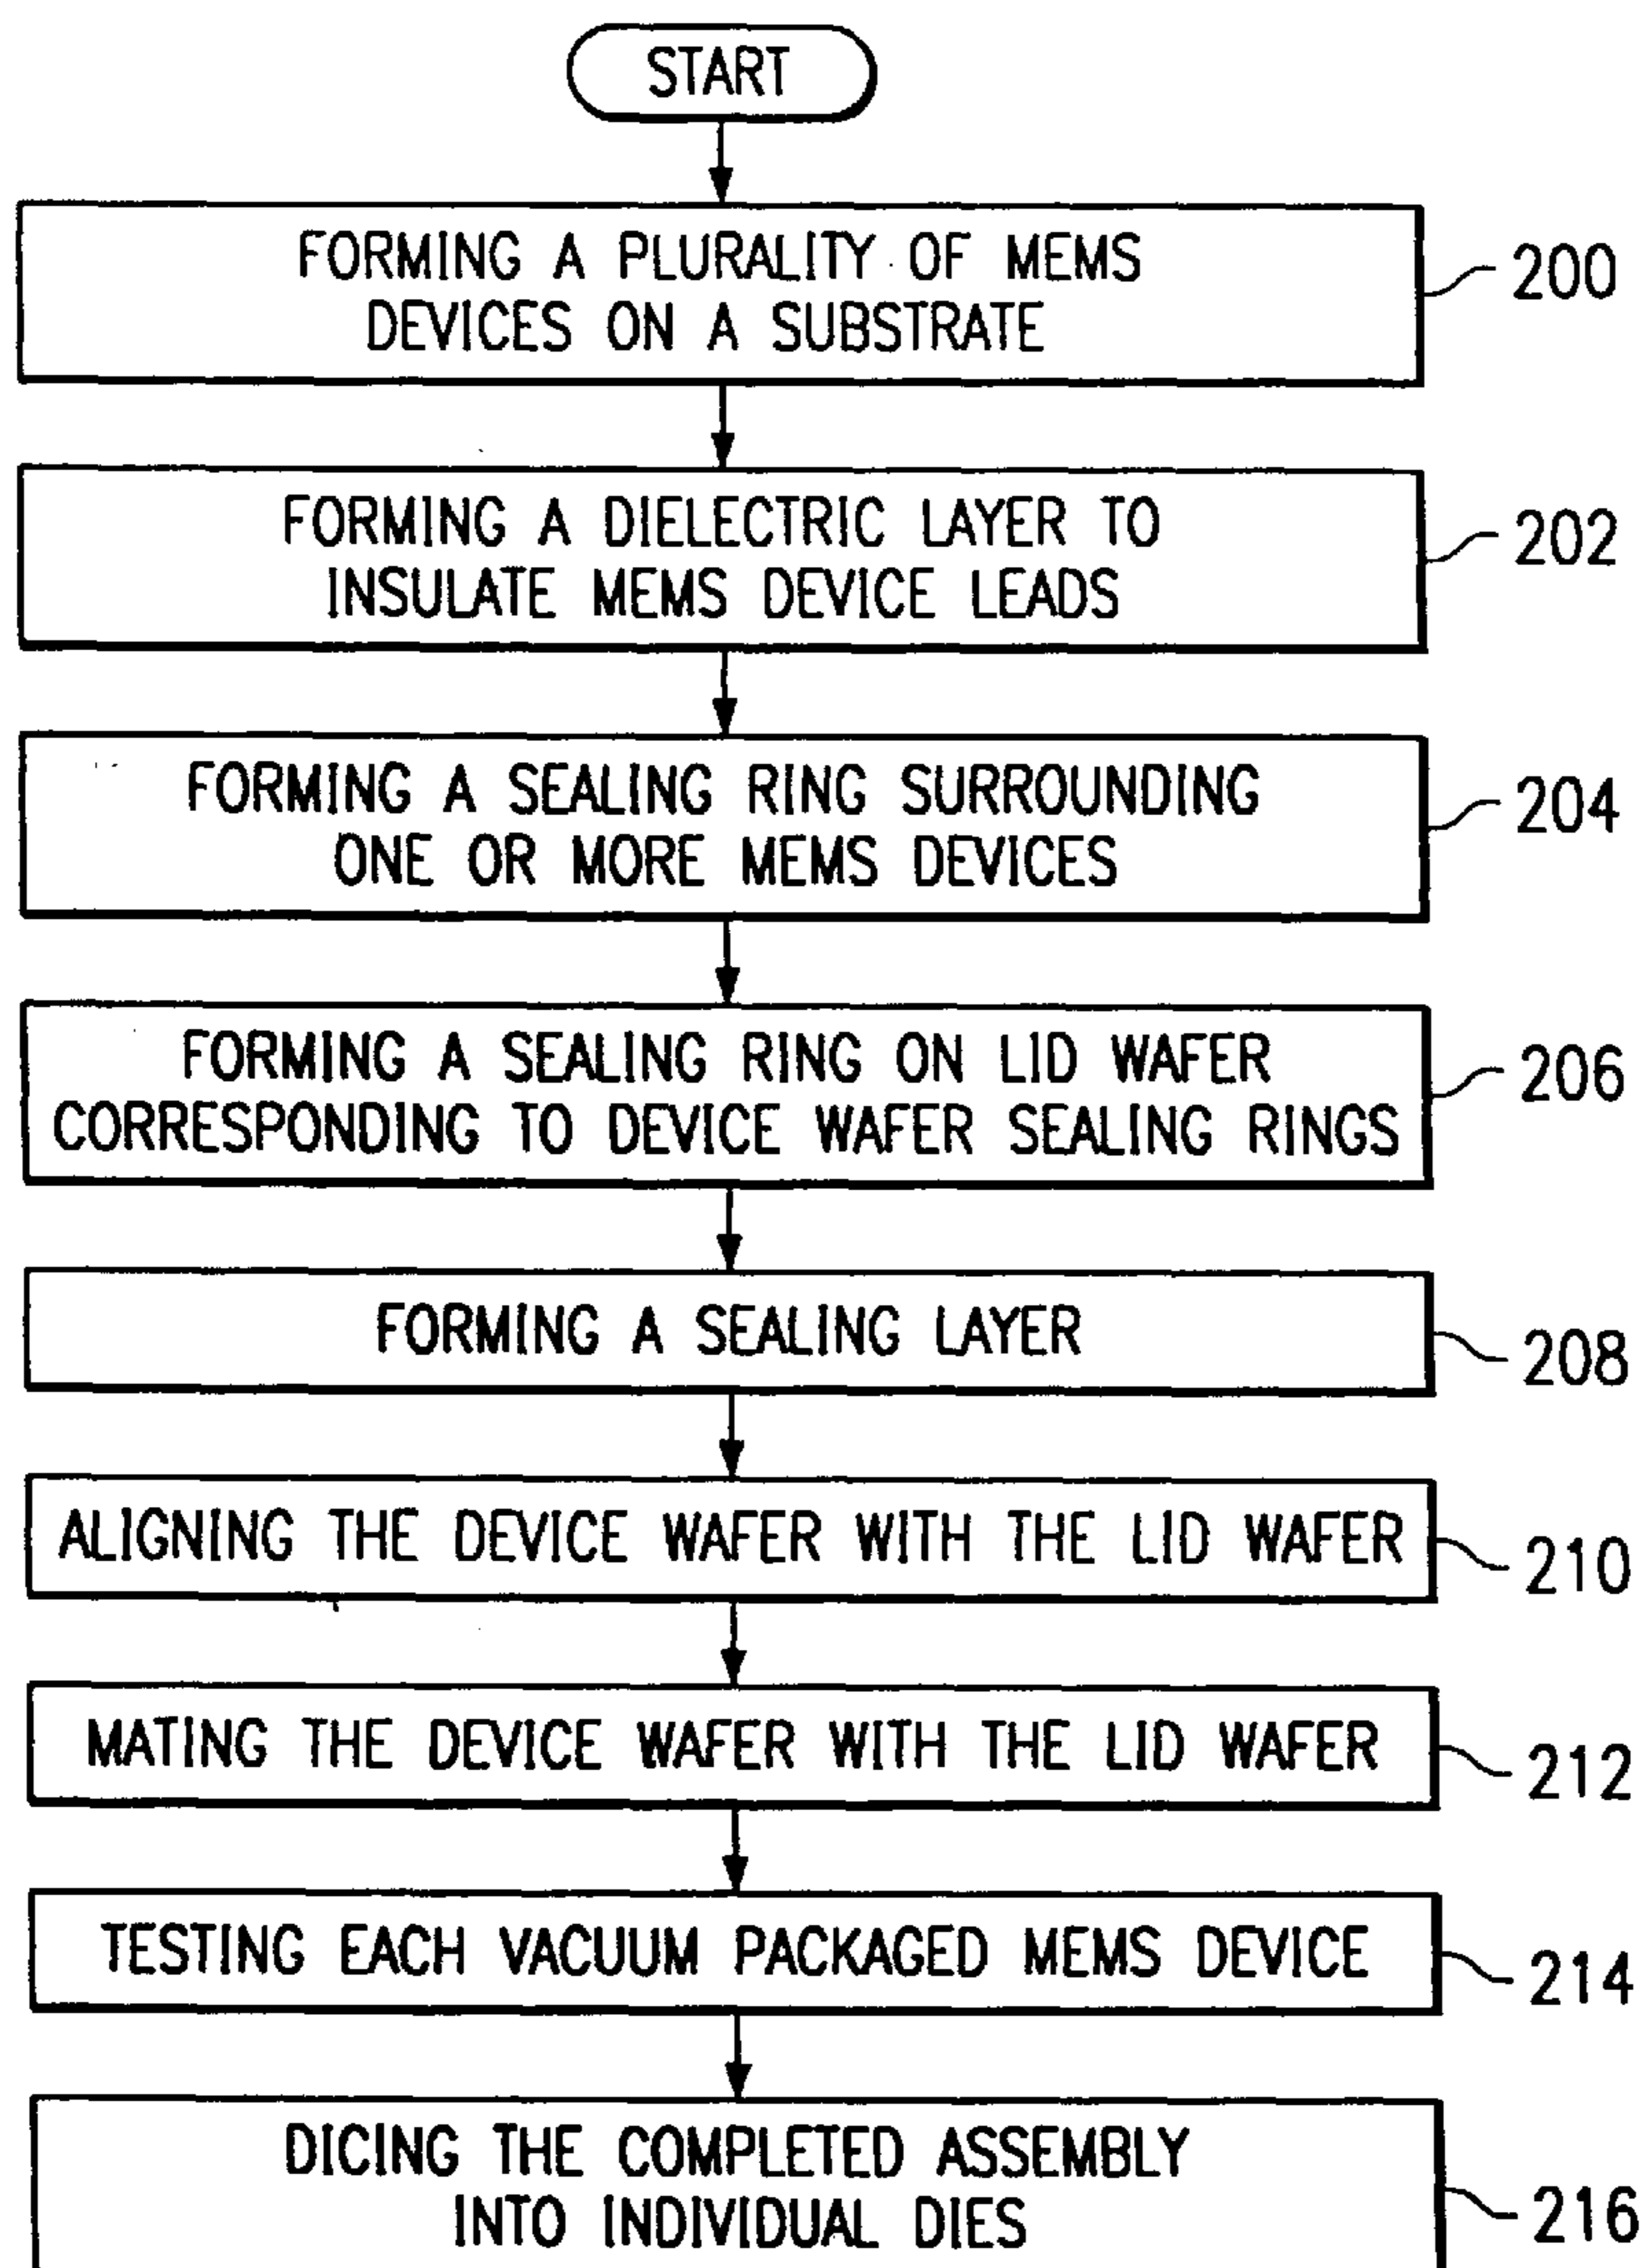 START
FORMING A PLURALITY OF MEMS
DEVICES ON A SUBSTRATE
200
FORMING A DIELECTRIC LAYER TO
INSULATE MEMS DEVICE LEADS
202
FORMING A SEALING RING SURROUNDING
ONE OR MORE MEMS DEVICES
204
FORMING A SEALING RING ON LID WAFER
CORRESPONDING TO DEVICE WAFER SEALING RINGS
206
FORMING A SEALING LAYER
208
ALIGNING THE DEVICE WAFER WITH THE LID WAFER
210
MATING THE DEVICE WAFER WITH THE LID WAFER
212
TESTING EACH VACUUM PACKAGED MEMS DEVICE
214
DICING THE COMPLETED ASSEMBLY
INTO INDIVIDUAL DIES
216